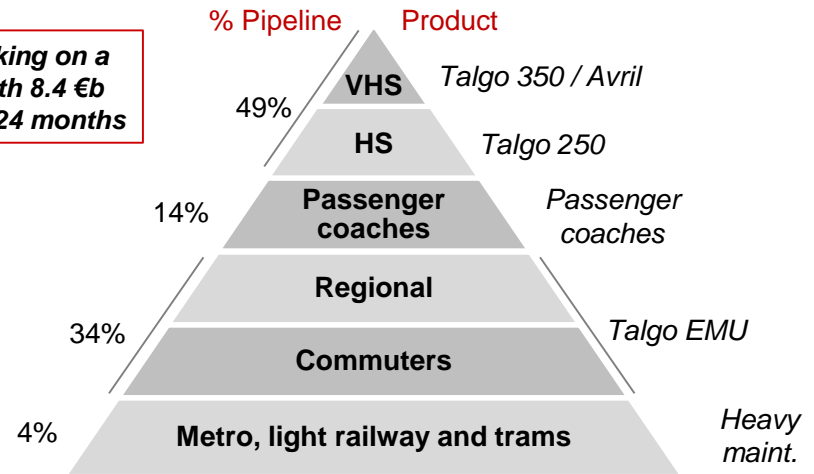 % Pipeline Product
king on a
th 8.4 €b
24 months
VHS
Talgo 350 / Avril
49%
HS
Talgo 250
14%
Passenger
coaches
Passenger
coaches
Regional
34%
Talgo EMU
Commuters
4%
Metro, light railway and trams
Heavy
maint.